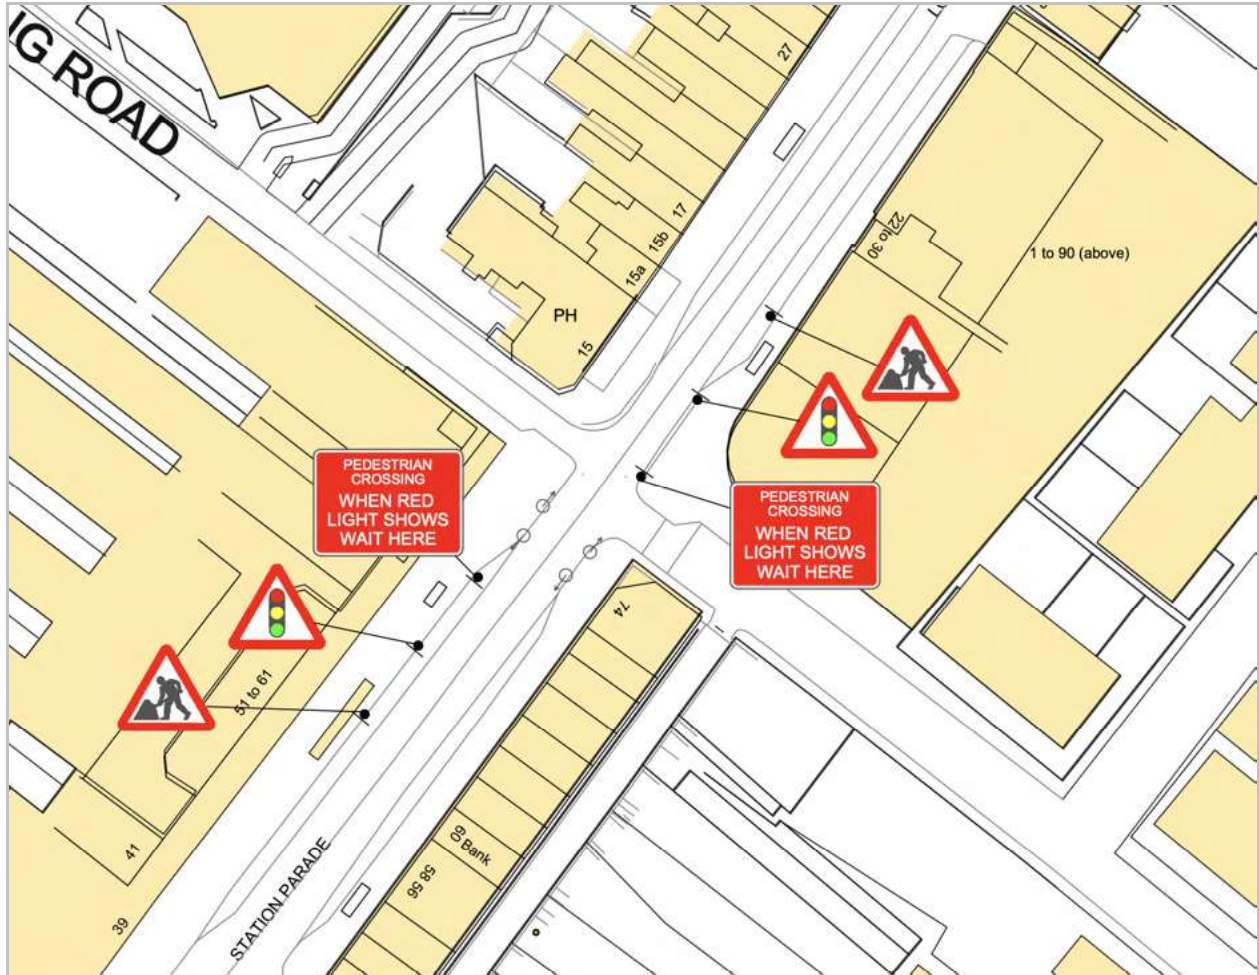 IG ROAD
27
17
15b
15a
PH
15
22 to 30
1 to 90 (above)
PEDESTRIAN
CROSSING
WHEN RED
LIGHT SHOWS
WAIT HERE
PEDESTRIAN
CROSSING
WHEN RED
LIGHT SHOWS
WAIT HERE
74
51 to 61
41
39
STATION PARADE
60
Bank
58
56